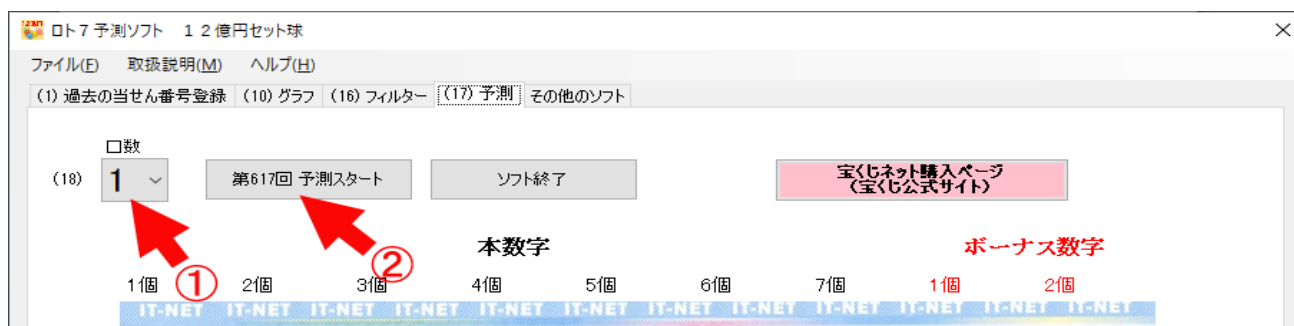 ロト7 予測ソフト 12億円セット球
ファイル(F) 取扱説明(M) ヘルプ(H)
(1) 過去の当せん番号登録 (10) グラフ (16) フィルター (17) 予測 その他のソフト
口数
(18) 1 第617回 予測スタート ソフト終了 宝くじネット購入ページ
(宝くじ公式サイト)
① ②
本数字 ボーナス数字
1個 2個 3個 4個 5個 6個 7個 1個 2個
IT-NET IT-NET IT-NET IT-NET IT-NET IT-NET IT-NET IT-NET IT-NET IT-NET IT-NET IT-NET